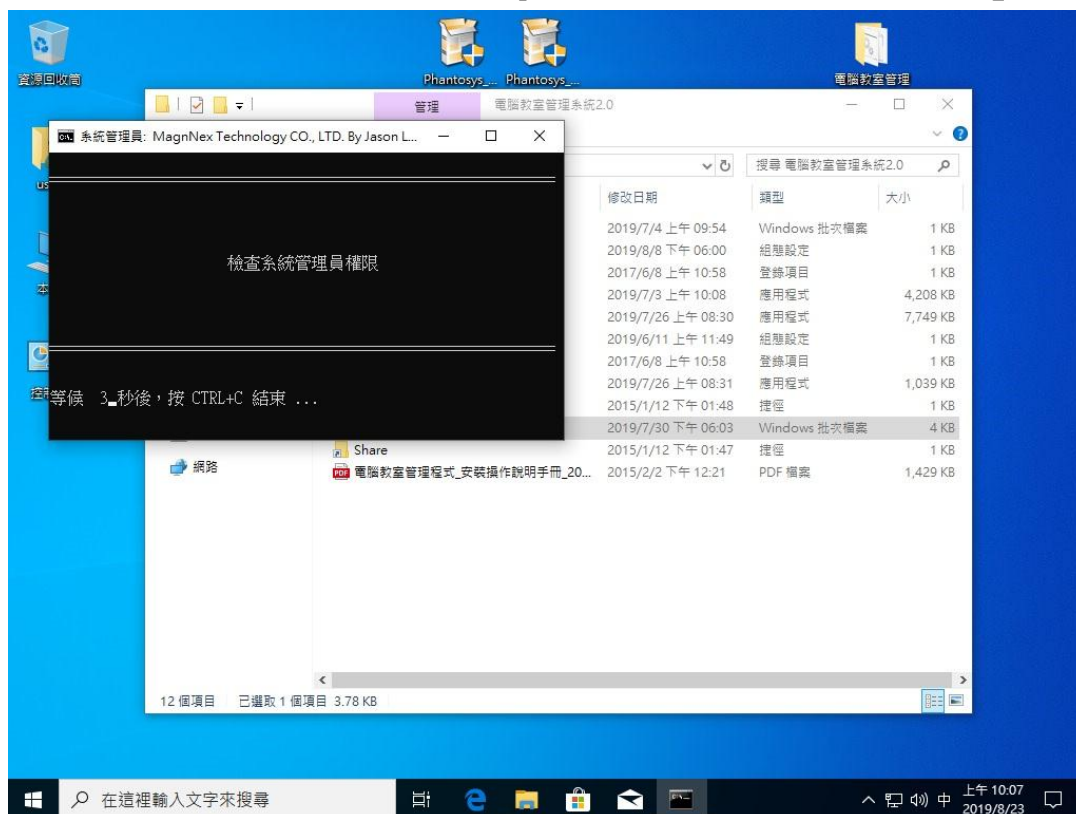 資源回收筒
Phantosys_...
Phantosys_...
電腦教室管理
管理
電腦教室管理系統2.0
系統管理員: MagnNex Technology CO., LTD. By Jason L...
檢查系統管理員權限
等候 3 秒後，按 CTRL+C 結束 ...
搜尋 電腦教室管理系統2.0
修改日期 類型 大小
2019/7/4 上午 09:54 Windows 批次檔案 1 KB
2019/8/8 下午 06:00 組態設定 1 KB
2017/6/8 上午 10:58 登錄項目 1 KB
2019/7/3 上午 10:08 應用程式 4,208 KB
2019/7/26 上午 08:30 應用程式 7,749 KB
2019/6/11 上午 11:49 組態設定 1 KB
2017/6/8 上午 10:58 登錄項目 1 KB
2019/7/26 上午 08:31 應用程式 1,039 KB
2015/1/12 下午 01:48 捷徑 1 KB
2019/7/30 下午 06:03 Windows 批次檔案 4 KB
Share 2015/1/12 下午 01:47 捷徑 1 KB
電腦教室管理程式_安裝操作說明手冊_20... 2015/2/2 下午 12:21 PDF 檔案 1,429 KB
網路
12 個項目 已選取 1 個項目 3.78 KB
在這裡輸入文字來搜尋
中
上午 10:07
2019/8/23